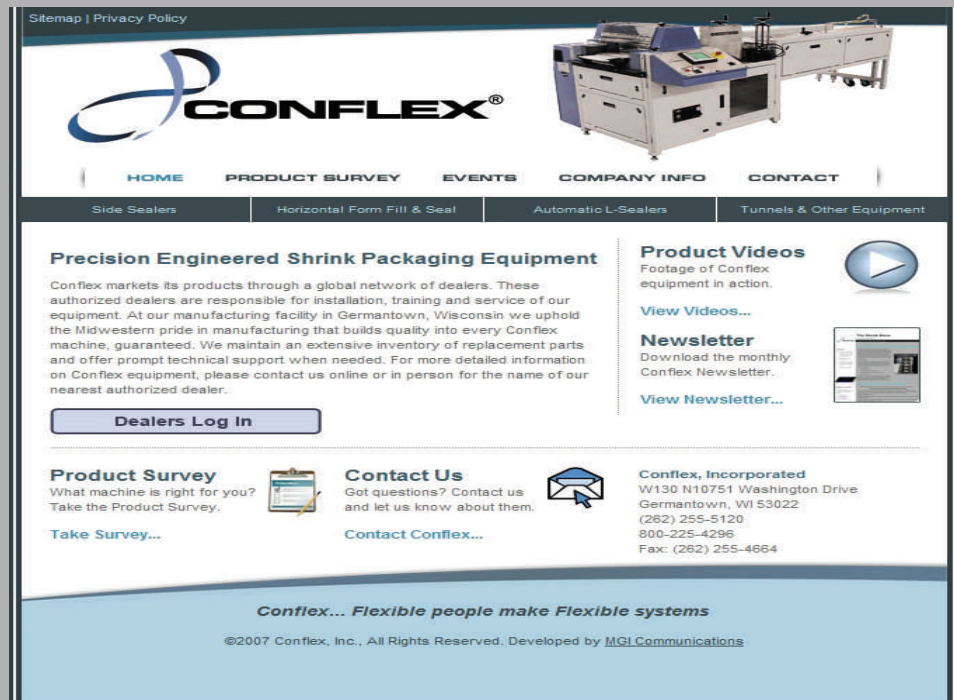 Sitemap | Privacy Policy
CONFLEX®
HOME PRODUCT SURVEY EVENTS COMPANY INFO CONTACT
Side Sealers Horizontal Form Fill & Seal Automatic L-Sealers Tunnels & Other Equipment
Precision Engineered Shrink Packaging Equipment
Conflex markets its products through a global network of dealers. These
authorized dealers are responsible for installation, training and service of our
equipment. At our manufacturing facility in Germantown, Wisconsin we uphold
the Midwestern pride in manufacturing that builds quality into every Conflex
machine, guaranteed. We maintain an extensive inventory of replacement parts
and offer prompt technical support when needed. For more detailed information
on Conflex equipment, please contact us online or in person for the name of our
nearest authorized dealer.
Dealers Log In
Product Videos
Footage of Conflex
equipment in action.
View Videos...
Newsletter
Download the monthly
Conflex Newsletter.
View Newsletter...
Product Survey
What machine is right for you?
Take the Product Survey.
Take Survey...
Contact Us
Got questions? Contact us
and let us know about them.
Contact Conflex...
Conflex, Incorporated
W130 N10751 Washington Drive
Germantown, WI 53022
(262) 255-5120
800-225-4296
Fax: (262) 255-4664
Conflex... Flexible people make Flexible systems
©2007 Conflex, Inc., All Rights Reserved. Developed by MGI Communications